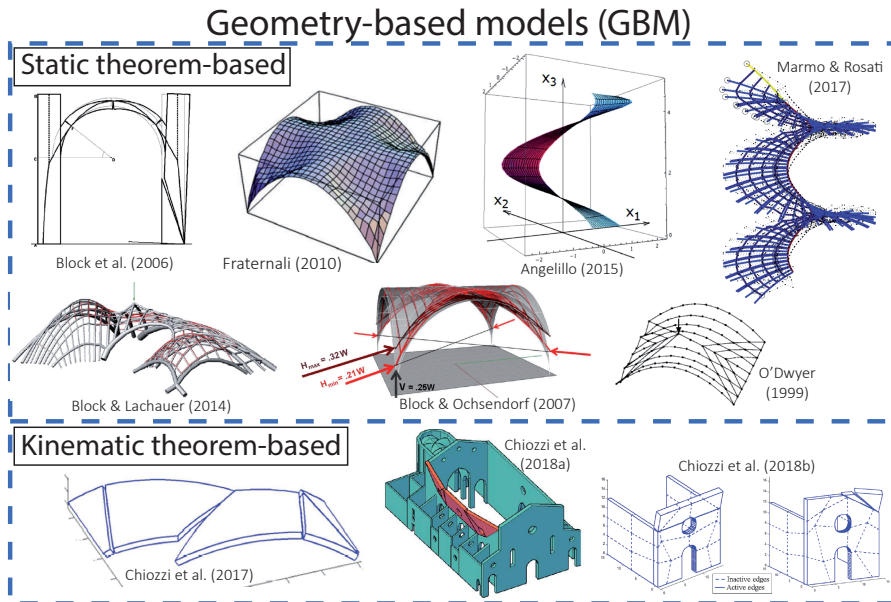 Geometry-based models (GBM)
Static theorem-based
Marmo & Rosati
(2017)
Block et al. (2006)
Fraternali (2010)
x3
x2
x1
Angelillo (2015)
Block & Lachauer (2014)
Hmax = .32W
Hmin = .21W
V = .25W
Block & Ochsendorf (2007)
O'Dwyer
(1999)
Kinematic theorem-based
Chiozzi et al. (2017)
Chiozzi et al.
(2018a)
Chiozzi et al. (2018b)
Inactive edges
Active edges